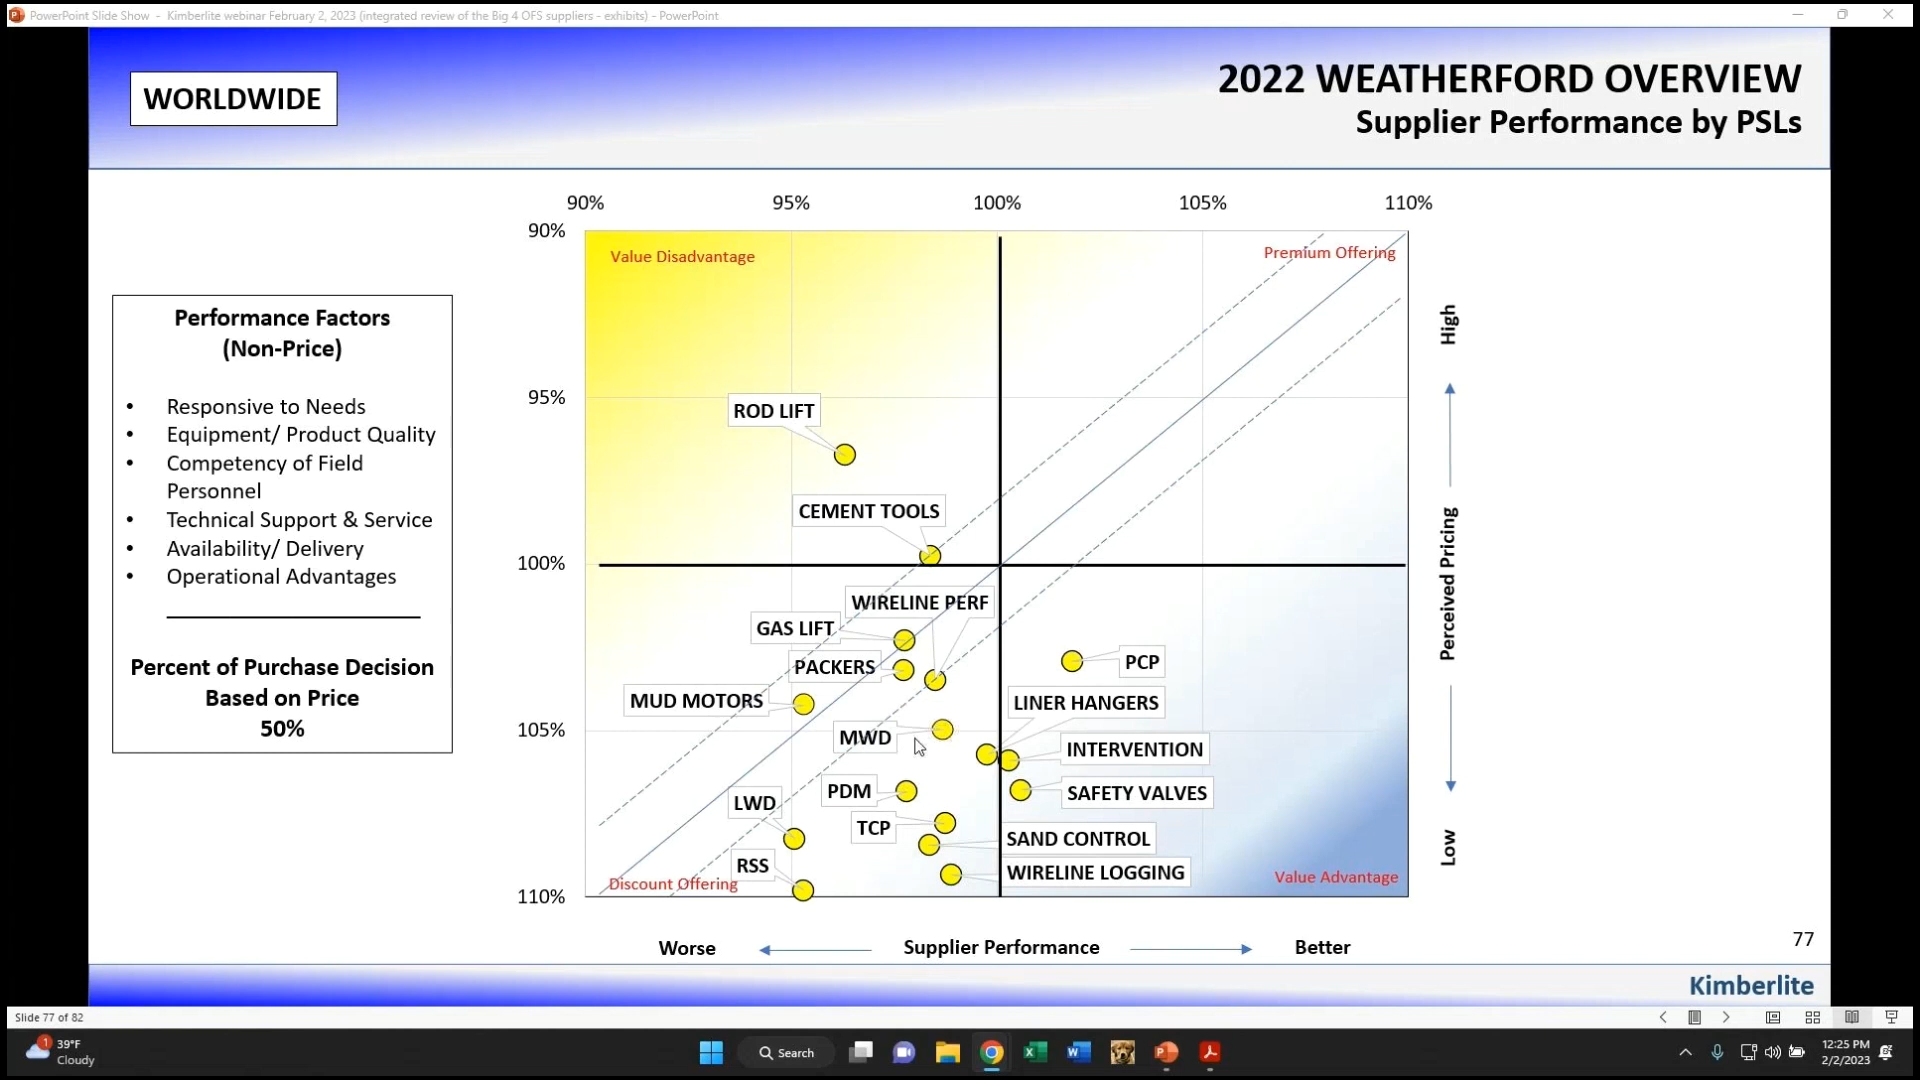 PowerPoint Slide Show - Kimberlite webinar February 2, 2023 (integrated review of the Big 4 OFS suppliers - exhibits) - PowerPoint
WORLDWIDE
2022 WEATHERFORD OVERVIEW
Supplier Performance by PSLs
90%
95%
100%
105%
110%
90%
95%
100%
105%
110%
Value Disadvantage
Premium Offering
Performance Factors
(Non-Price)
• Responsive to Needs
• Equipment/ Product Quality
• Competency of Field
Personnel
• Technical Support & Service
• Availability/ Delivery
• Operational Advantages
Percent of Purchase Decision
Based on Price
50%
ROD LIFT
CEMENT TOOLS
WIRELINE PERF
GAS LIFT
PACKERS
PCP
MUD MOTORS
LINER HANGERS
MWD
INTERVENTION
PDM
SAFETY VALVES
LWD
TCP
SAND CONTROL
RSS
WIRELINE LOGGING
Discount Offering
Value Advantage
High
Perceived Pricing
Low
Worse
Supplier Performance
Better
77
Kimberlite
Slide 77 of 82
1
39°F
Cloudy
Search
12:25 PM
2/2/2023